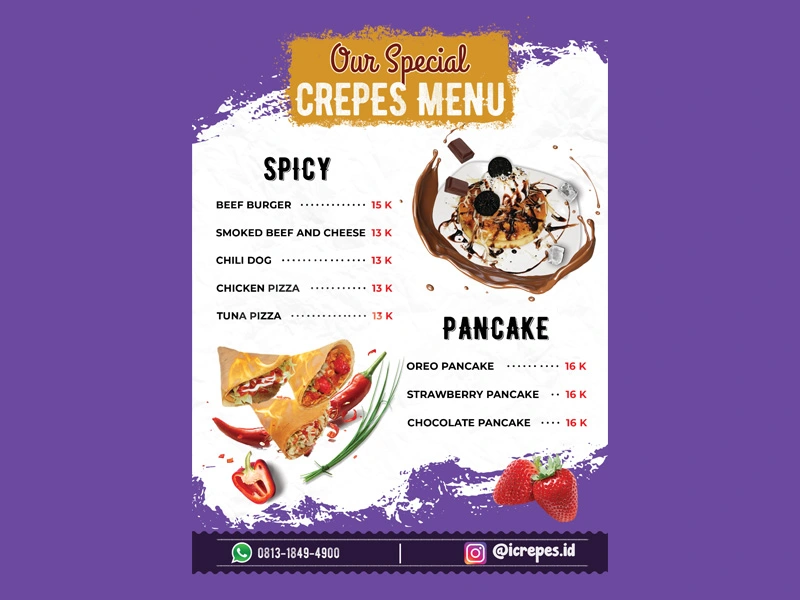 Our Special
CREPES MENU
SPICY
BEEF BURGER ............. 15 K
SMOKED BEEF AND CHEESE 13 K
CHILI DOG ................ 13 K
CHICKEN PIZZA ........... 13 K
TUNA PIZZA .............. 13 K
PANCAKE
OREO PANCAKE .......... 16 K
STRAWBERRY PANCAKE .. 16 K
CHOCOLATE PANCAKE .... 16 K
0813-1849-4900 | @icrepes.id